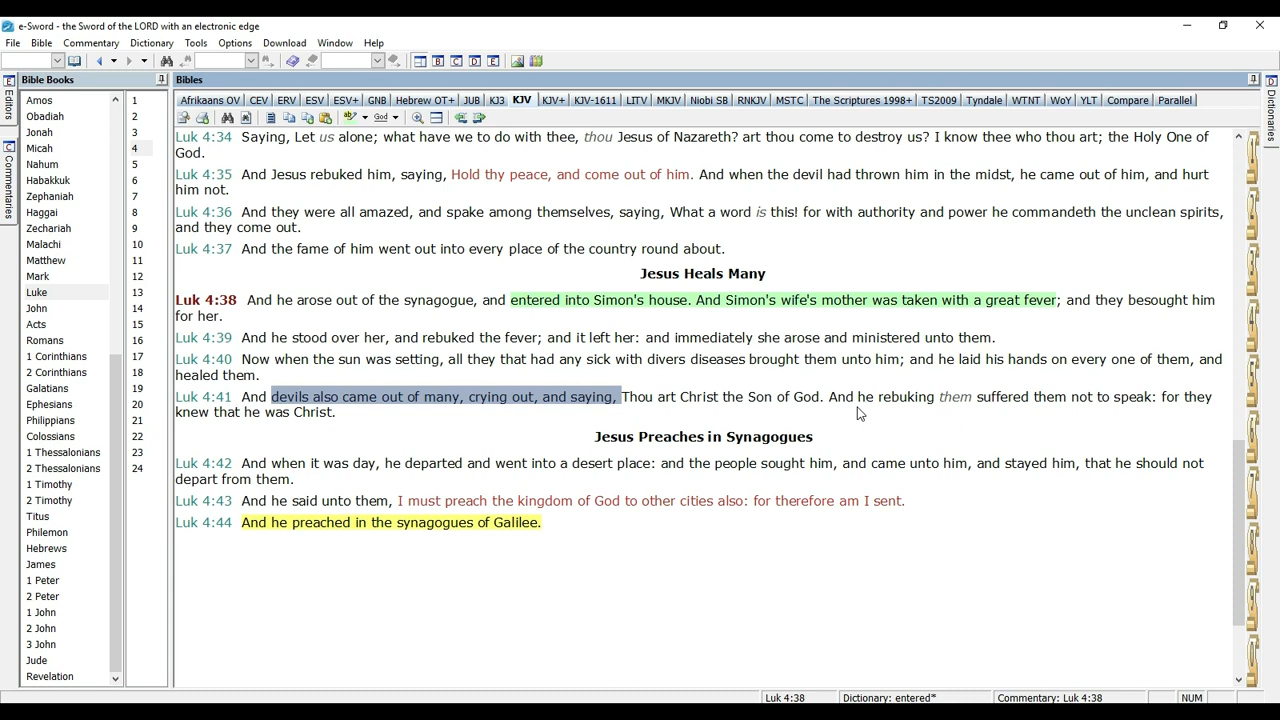 e-Sword - the Sword of the LORD with an electronic edge
File Bible Commentary Dictionary Tools Options Download Window Help
B C D E
Editors
Commentaries
Bible Books
Amos
Obadiah
Jonah
Micah
Nahum
Habakkuk
Zephaniah
Haggai
Zechariah
Malachi
Matthew
Mark
Luke
John
Acts
Romans
1 Corinthians
2 Corinthians
Galatians
Ephesians
Philippians
Colossians
1 Thessalonians
2 Thessalonians
1 Timothy
2 Timothy
Titus
Philemon
Hebrews
James
1 Peter
2 Peter
1 John
2 John
3 John
Jude
Revelation
1
2
3
4
5
6
7
8
9
10
11
12
13
14
15
16
17
18
19
20
21
22
23
24
Bibles
Afrikaans OV CEV ERV ESV ESV+ GNB Hebrew OT+ JUB KJ3 KJV KJV+ KJV-1611 LITV MKJV Niobi SB RNKJV MSTC The Scriptures 1998+ TS2009 Tyndale WTNT WoY YLT Compare Parallel
ab God
Luk 4:34 Saying, Let us alone; what have we to do with thee, thou Jesus of Nazareth? art thou come to destroy us? I know thee who thou art; the Holy One of
God.
Luk 4:35 And Jesus rebuked him, saying, Hold thy peace, and come out of him. And when the devil had thrown him in the midst, he came out of him, and hurt
him not.
Luk 4:36 And they were all amazed, and spake among themselves, saying, What a word is this! for with authority and power he commandeth the unclean spirits,
and they come out.
Luk 4:37 And the fame of him went out into every place of the country round about.
Jesus Heals Many
Luk 4:38 And he arose out of the synagogue, and entered into Simon's house. And Simon's wife's mother was taken with a great fever; and they besought him
for her.
Luk 4:39 And he stood over her, and rebuked the fever; and it left her: and immediately she arose and ministered unto them.
Luk 4:40 Now when the sun was setting, all they that had any sick with divers diseases brought them unto him; and he laid his hands on every one of them, and
healed them.
Luk 4:41 And devils also came out of many, crying out, and saying, Thou art Christ the Son of God. And he rebuking them suffered them not to speak: for they
knew that he was Christ.
Jesus Preaches in Synagogues
Luk 4:42 And when it was day, he departed and went into a desert place: and the people sought him, and came unto him, and stayed him, that he should not
depart from them.
Luk 4:43 And he said unto them, I must preach the kingdom of God to other cities also: for therefore am I sent.
Luk 4:44 And he preached in the synagogues of Galilee.
Dictionaries
Luk 4:38 Dictionary: entered* Commentary: Luk 4:38 NUM